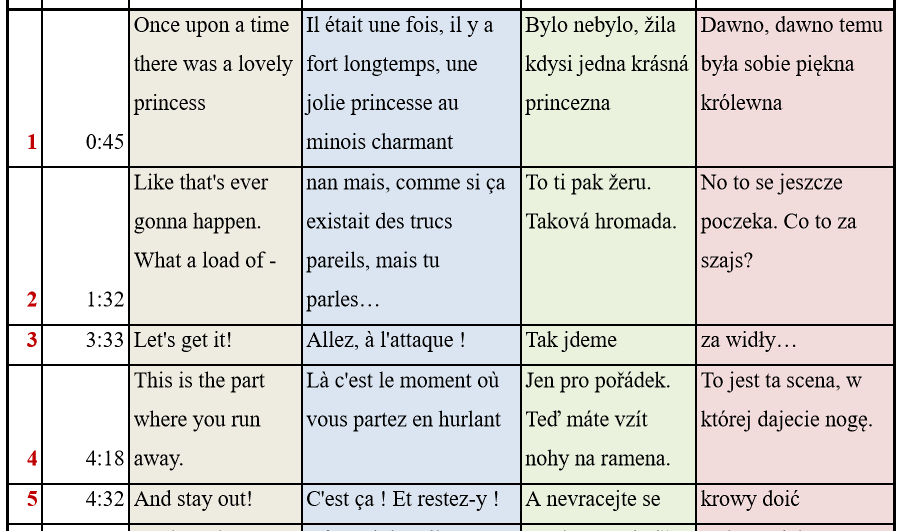 Once upon a time
there was a lovely
princess
Il était une fois, il y a
fort longtemps, une
jolie princesse au
minois charmant
Bylo nebylo, žila
kdysi jedna krásná
princezna
Dawno, dawno temu
była sobie piękna
królewna
1
0:45
Like that's ever
gonna happen.
What a load of -
nan mais, comme si ça
existait des trucs
pareils, mais tu
parles…
To ti pak žeru.
Taková hromada.
No to se jeszcze
poczeka. Co to za
szajs?
2
1:32
3
3:33
Let's get it!
Allez, à l'attaque !
Tak jdeme
za widły…
This is the part
where you run
away.
Là c'est le moment où
vous partez en hurlant
Jen pro pořádek.
Teď máte vzít
nohy na ramena.
To jest ta scena, w
której dajecie nogę.
4
4:18
5
4:32
And stay out!
C'est ça ! Et restez-y !
A nevracejte se
krowy doić